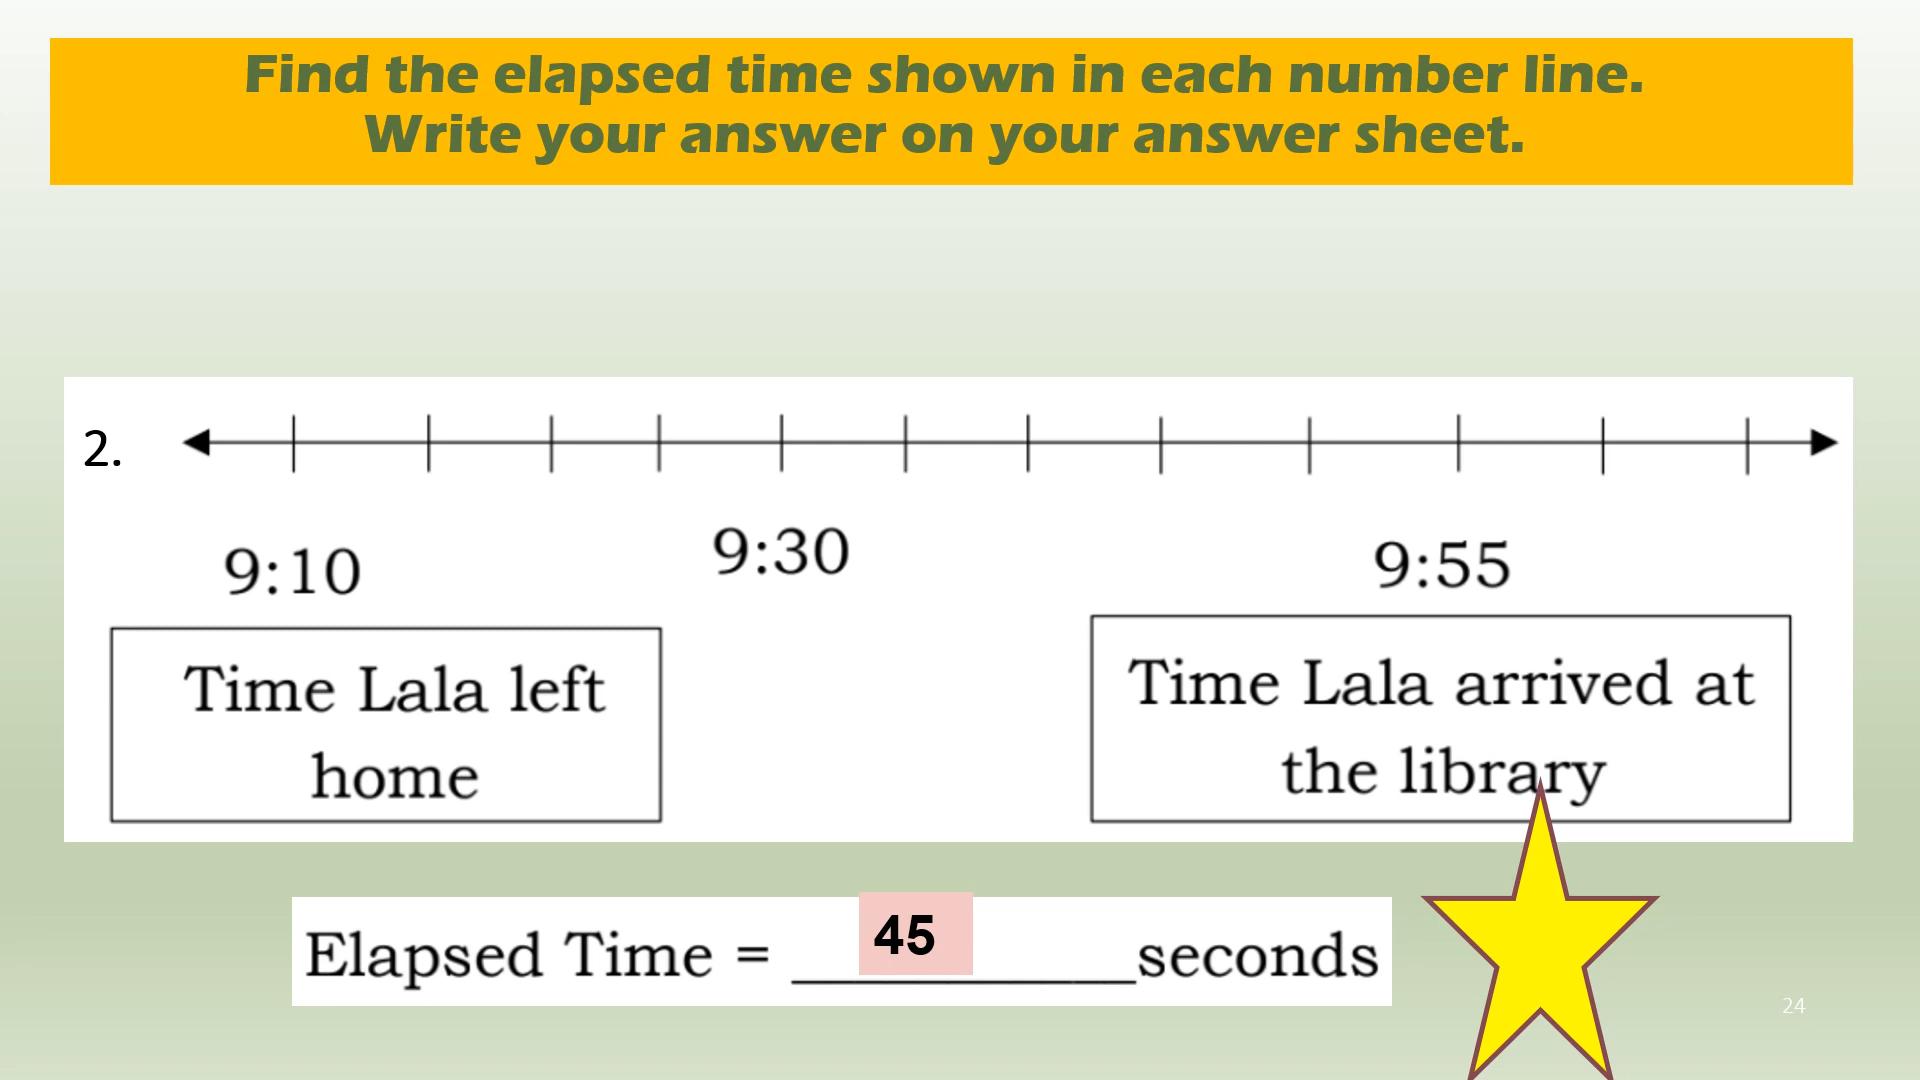 Find the elapsed time shown in each number line.
Write your answer on your answer sheet.
2.
9:10
9:30
9:55
Time Lala left
home
Time Lala arrived at
the library
Elapsed Time = __________seconds
45
24